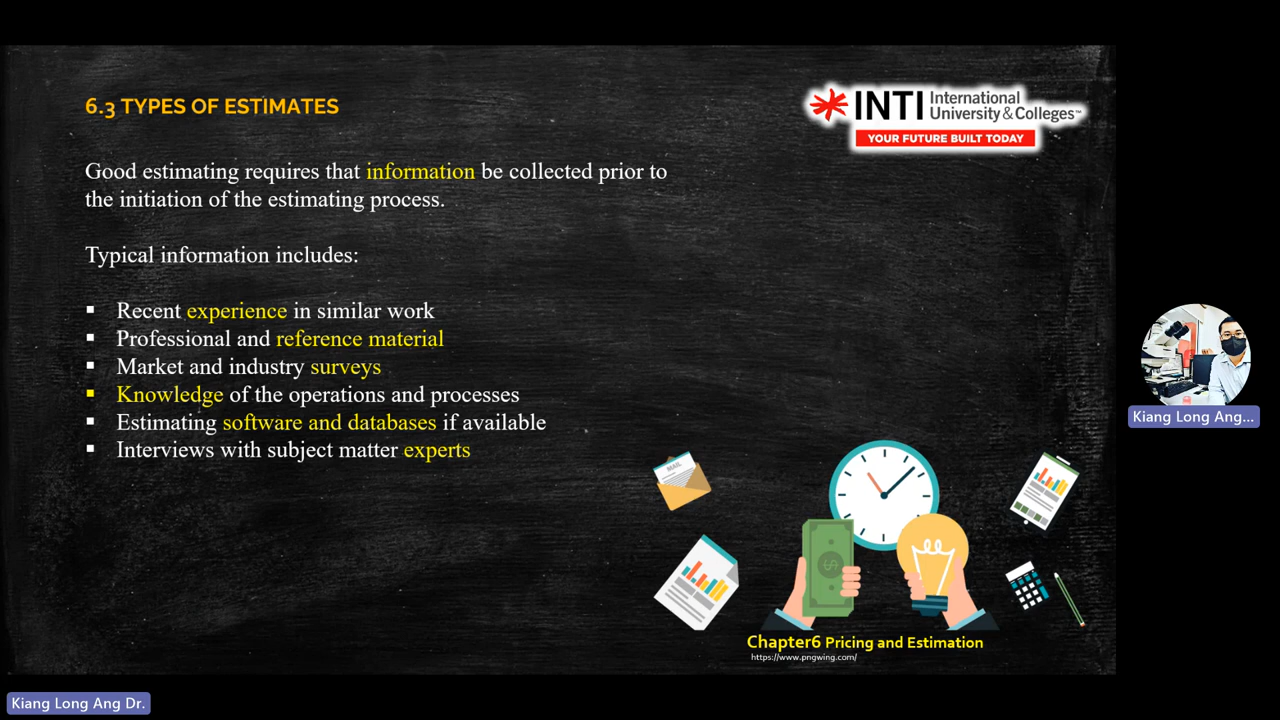 6.3 TYPES OF ESTIMATES
INTI International
University & Colleges™
YOUR FUTURE BUILT TODAY
Good estimating requires that information be collected prior to
the initiation of the estimating process.
Typical information includes:
▪ Recent experience in similar work
▪ Professional and reference material
▪ Market and industry surveys
▪ Knowledge of the operations and processes
▪ Estimating software and databases if available
▪ Interviews with subject matter experts
MAIL
$
Chapter6 Pricing and Estimation
https://www.pngwing.com/
Kiang Long Ang...
Kiang Long Ang Dr.